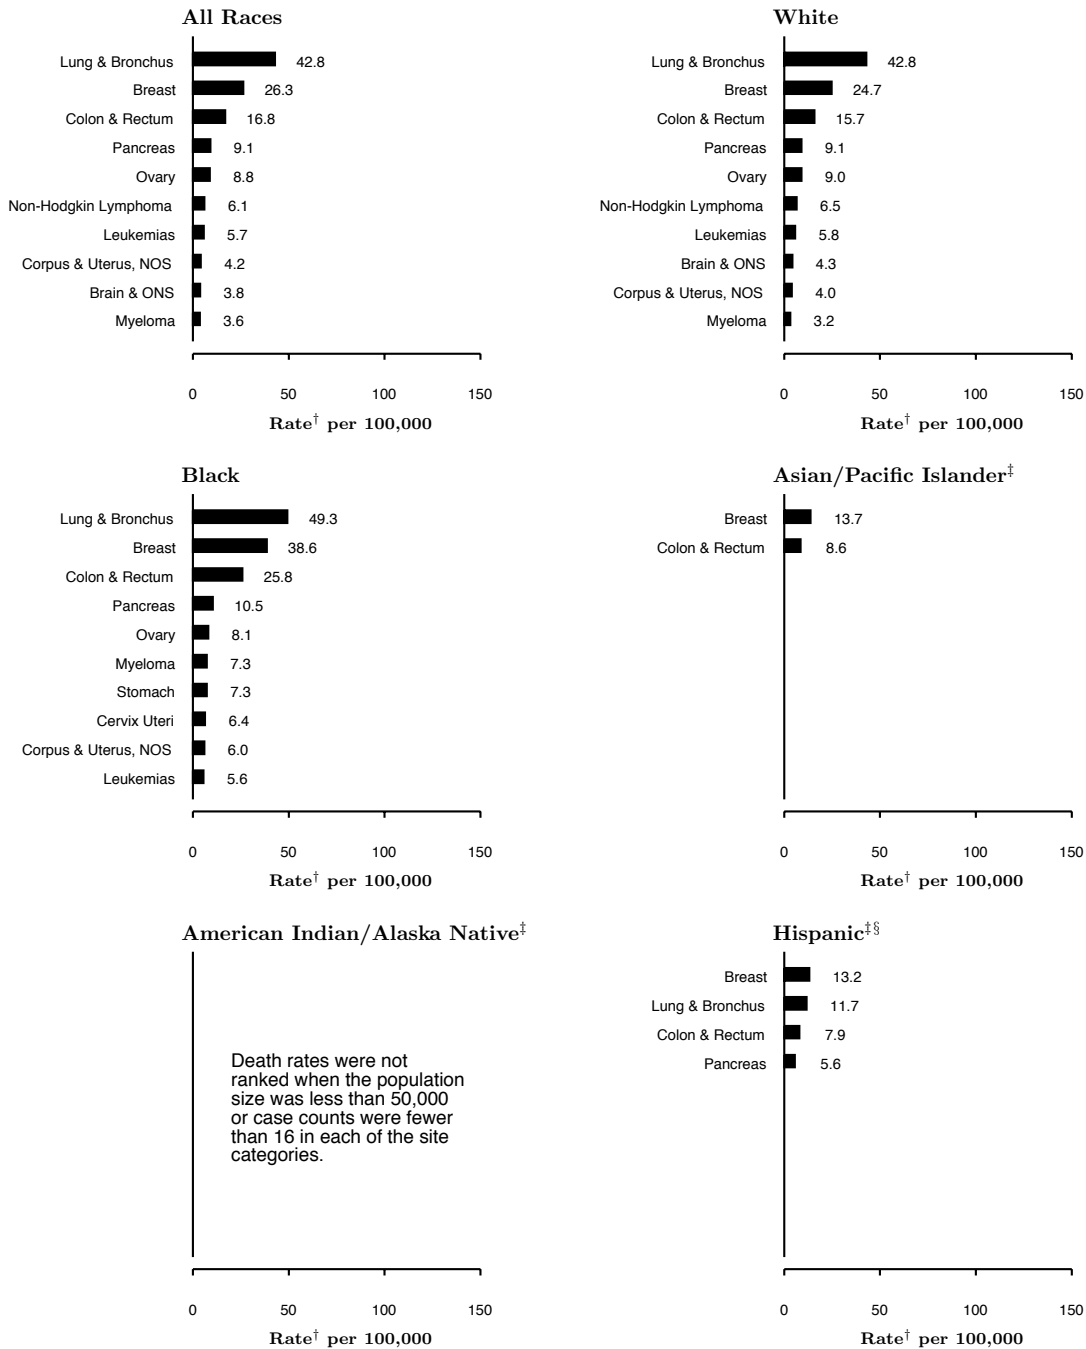 All Races
Lung & Bronchus 42.8
Breast 26.3
Colon & Rectum 16.8
Pancreas 9.1
Ovary 8.8
Non-Hodgkin Lymphoma 6.1
Leukemias 5.7
Corpus & Uterus, NOS 4.2
Brain & ONS 3.8
Myeloma 3.6
0 50 100 150
Rate† per 100,000
White
Lung & Bronchus 42.8
Breast 24.7
Colon & Rectum 15.7
Pancreas 9.1
Ovary 9.0
Non-Hodgkin Lymphoma 6.5
Leukemias 5.8
Brain & ONS 4.3
Corpus & Uterus, NOS 4.0
Myeloma 3.2
0 50 100 150
Rate† per 100,000
Black
Lung & Bronchus 49.3
Breast 38.6
Colon & Rectum 25.8
Pancreas 10.5
Ovary 8.1
Myeloma 7.3
Stomach 7.3
Cervix Uteri 6.4
Corpus & Uterus, NOS 6.0
Leukemias 5.6
0 50 100 150
Rate† per 100,000
Asian/Pacific Islander‡
Breast 13.7
Colon & Rectum 8.6
0 50 100 150
Rate† per 100,000
American Indian/Alaska Native‡
Death rates were not
ranked when the population
size was less than 50,000
or case counts were fewer
than 16 in each of the site
categories.
0 50 100 150
Rate† per 100,000
Hispanic‡§
Breast 13.2
Lung & Bronchus 11.7
Colon & Rectum 7.9
Pancreas 5.6
0 50 100 150
Rate† per 100,000